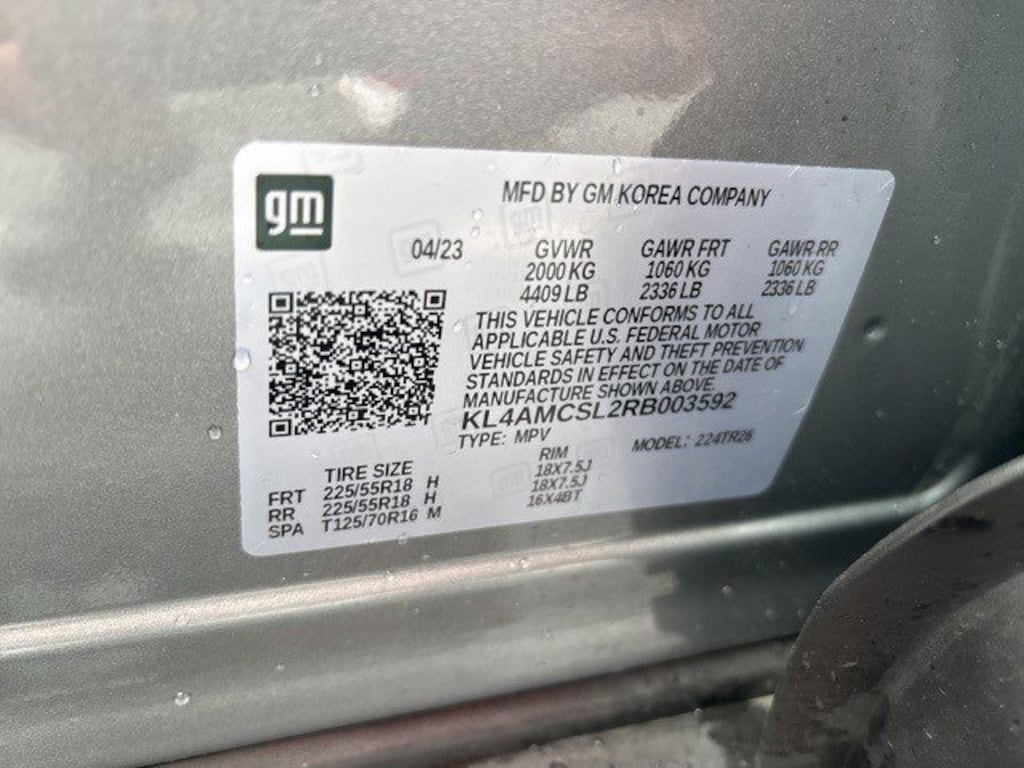 gm
MFD BY GM KOREA COMPANY
04/23 GVWR GAWR FRT GAWR RR
2000 KG 1060 KG 1060 KG
4409 LB 2336 LB 2336 LB
THIS VEHICLE CONFORMS TO ALL
APPLICABLE U.S. FEDERAL MOTOR
VEHICLE SAFETY AND THEFT PREVENTION
STANDARDS IN EFFECT ON THE DATE OF
MANUFACTURE SHOWN ABOVE.
KL4AMCSL2RB003592
TYPE: MPV MODEL: 224TR26
TIRE SIZE RIM
FRT 225/55R18 H 18X7.5J
RR 225/55R18 H 18X7.5J
SPA T125/70R16 M 16X4BT